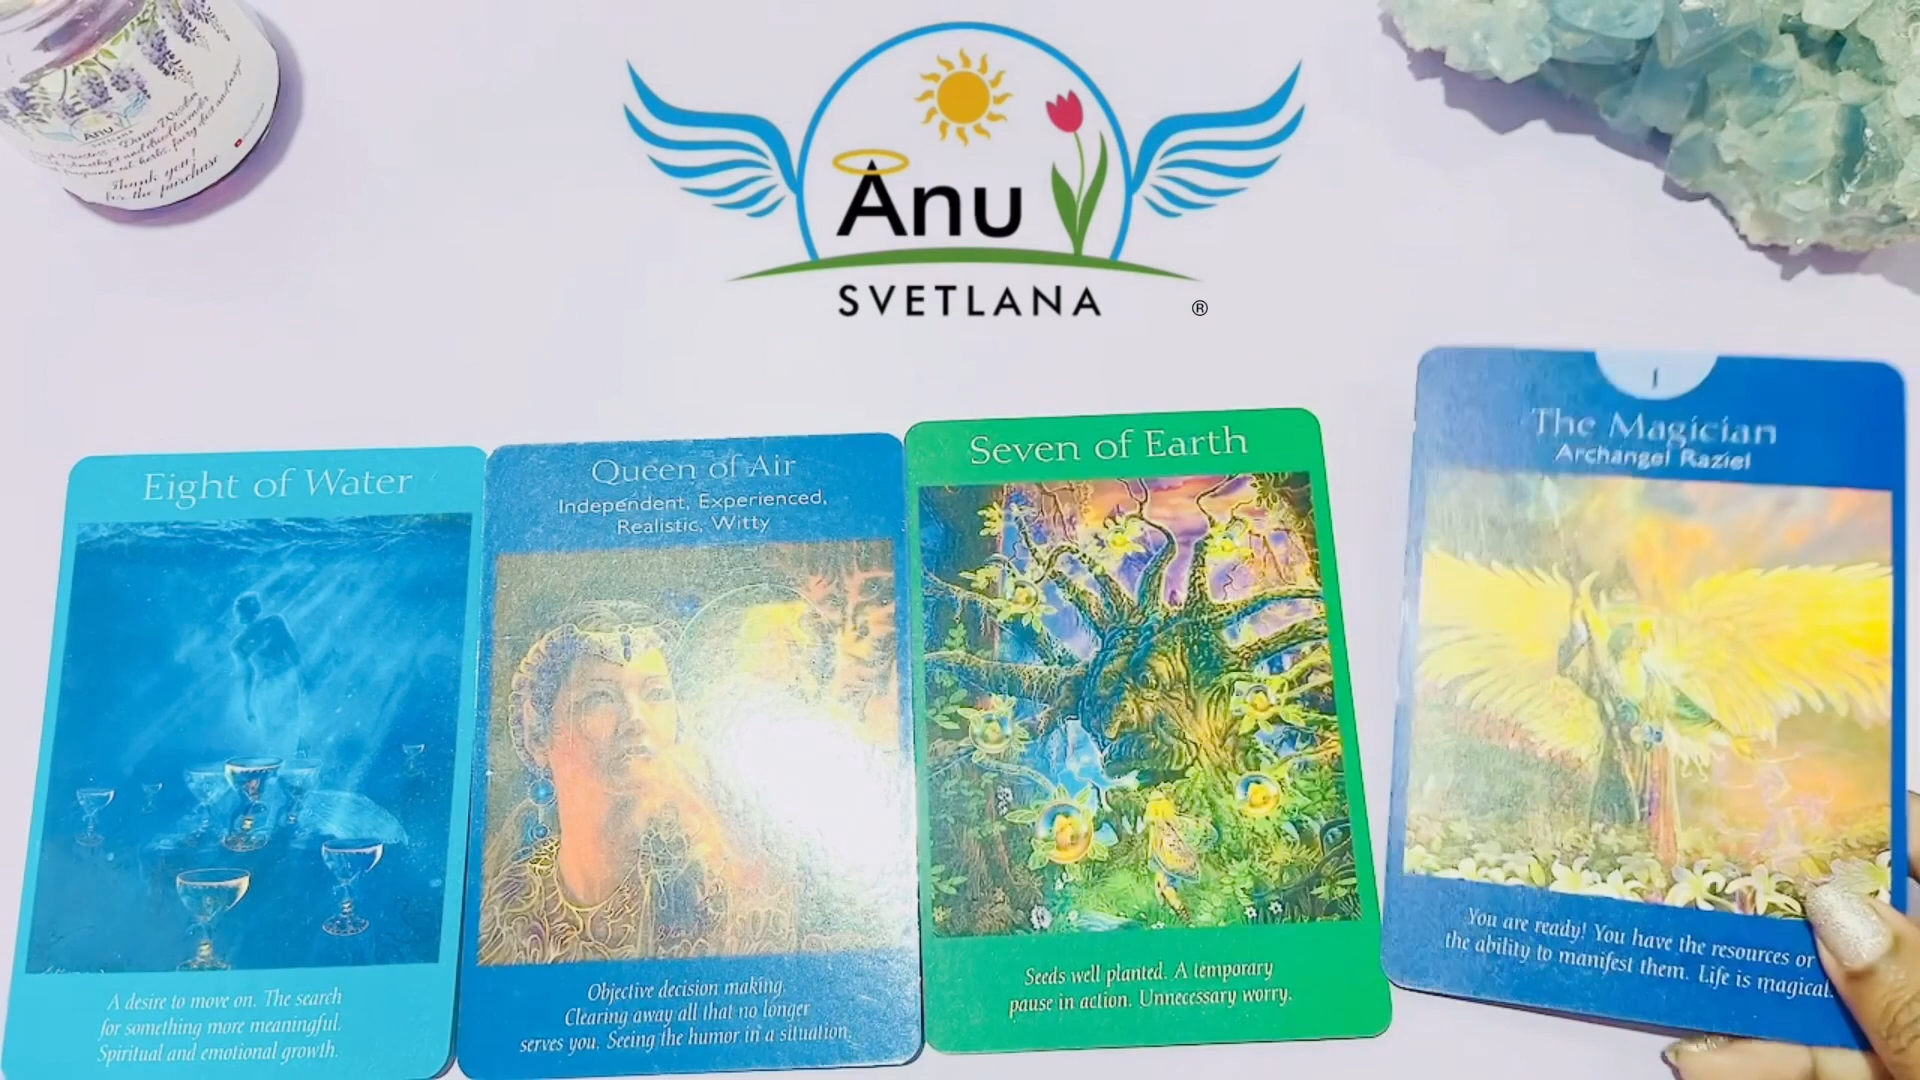 Anu
Thank you!
for the purchase
Anu
SVETLANA
®
Eight of Water
A desire to move on. The search
for something more meaningful.
Spiritual and emotional growth.
Queen of Air
Independent, Experienced,
Realistic, Witty
Objective decision making.
Clearing away all that no longer
serves you. Seeing the humor in a situation.
Seven of Earth
Seeds well planted. A temporary
pause in action. Unnecessary worry.
1
The Magician
Archangel Raziel
You are ready! You have the resources or
the ability to manifest them. Life is magical.